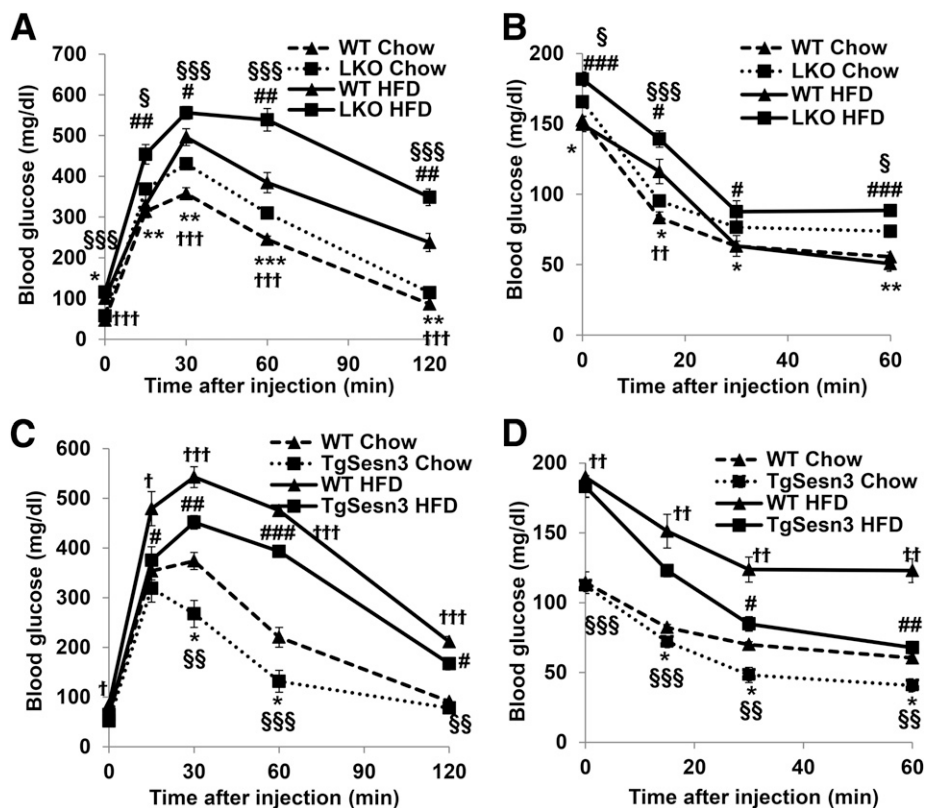 A
700
600
500
400
300
200
100
0
Blood glucose (mg/dl)
WT Chow
LKO Chow
WT HFD
LKO HFD
§§§
*
†††
§
##
**
§§§
#
**
†††
§§§
##
***
†††
§§§
##
**
†††
0 30 60 90 120
Time after injection (min)
B
200
150
100
50
0
Blood glucose (mg/dl)
WT Chow
LKO Chow
WT HFD
LKO HFD
§
###
*
§§§
#
*
††
#
*
§
###
**
0 20 40 60
Time after injection (min)
C
600
500
400
300
200
100
0
Blood glucose (mg/dl)
WT Chow
TgSesn3 Chow
WT HFD
TgSesn3 HFD
†
†
#
†††
##
*
§§
†††
###
*
§§§
†††
#
§§
0 30 60 90 120
Time after injection (min)
D
200
150
100
50
0
Blood glucose (mg/dl)
WT Chow
TgSesn3 Chow
WT HFD
TgSesn3 HFD
††
§§§
††
*
§§§
††
#
*
§§
††
##
*
§§
0 20 40 60
Time after injection (min)